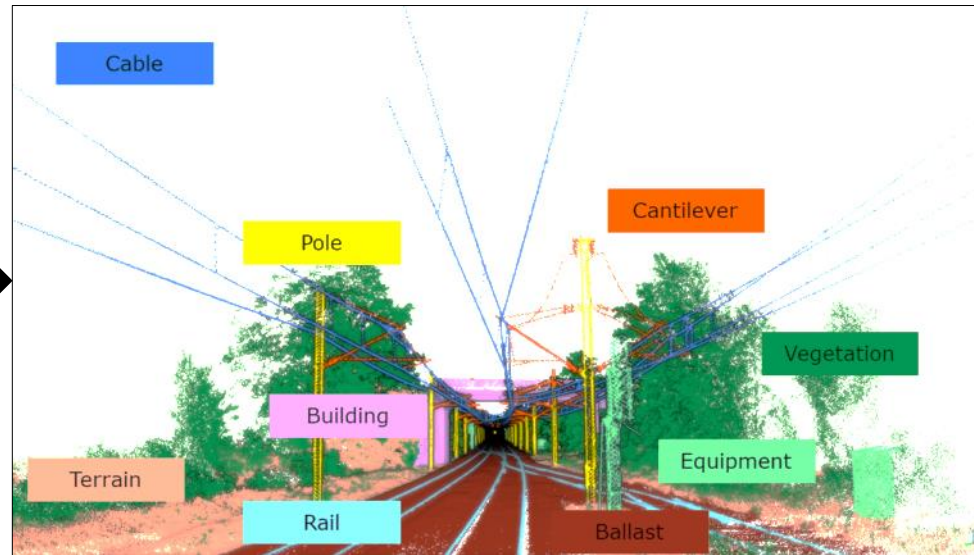 Cable
Cantilever
Pole
Vegetation
Building
Equipment
Terrain
Rail
Ballast